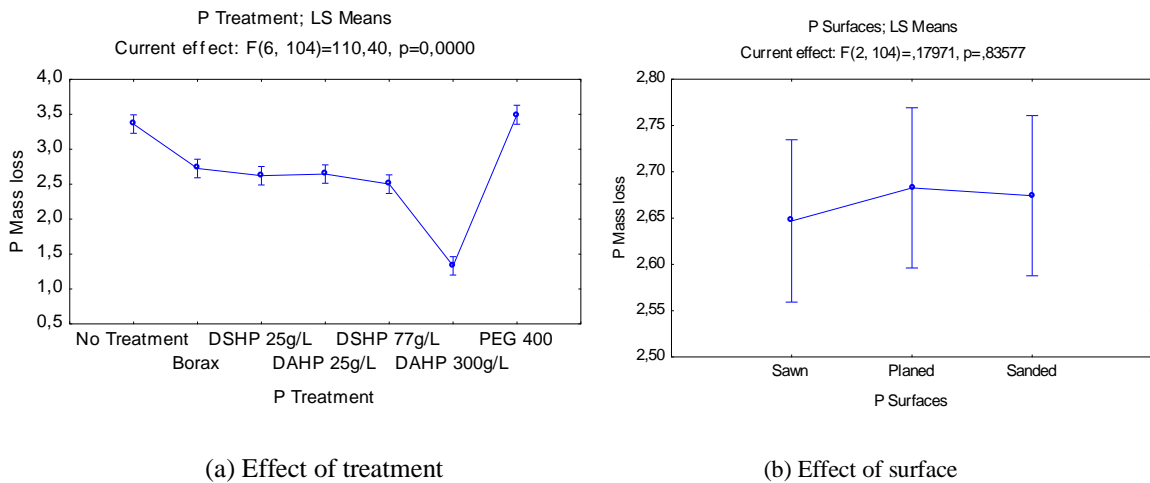 P Treatment; LS Means
Current effect: F(6, 104)=110,40, p=0,0000
4,0
3,5
3,0
2,5
2,0
1,5
1,0
0,5
P Mass loss
No Treatment DSHP 25g/L DSHP 77g/L PEG 400
Borax DAHP 25g/L DAHP 300g/L
P Treatment
(a) Effect of treatment
P Surfaces; LS Means
Current effect: F(2, 104)=,17971, p=,83577
2,80
2,75
2,70
2,65
2,60
2,55
2,50
P Mass loss
Sawn Planed Sanded
P Surfaces
(b) Effect of surface